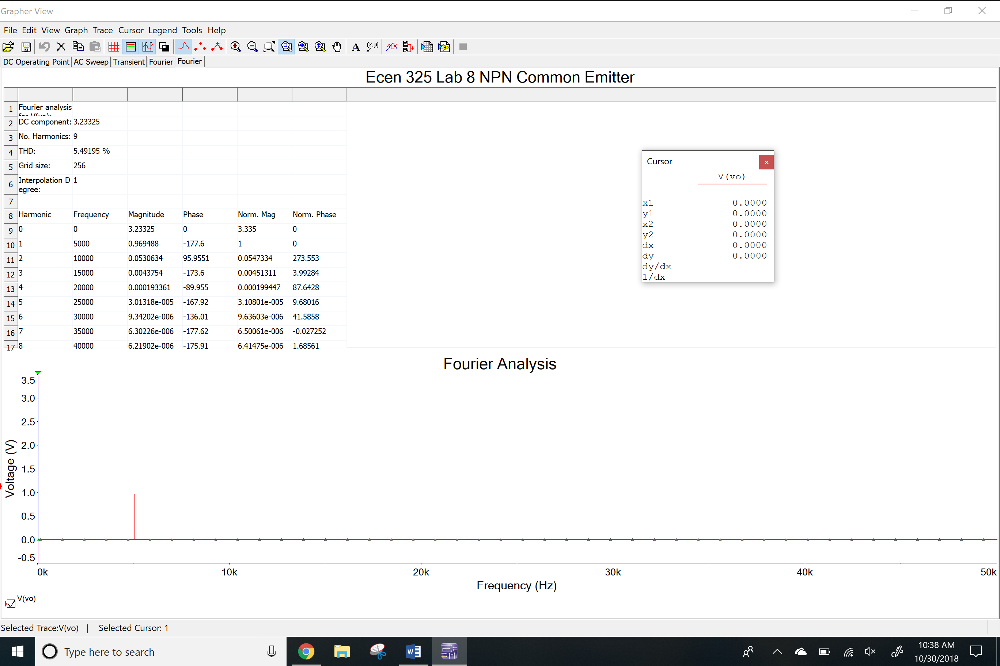 Grapher View
File Edit View Graph Trace Cursor Legend Tools Help
DC Operating Point AC Sweep Transient Fourier Fourier
Ecen 325 Lab 8 NPN Common Emitter
1 Fourier analysis
for V(vo):
2 DC component: 3.23325
3 No. Harmonics: 9
4 THD: 5.49195 %
5 Grid size: 256
6 Interpolation D 1
egree:
7
8 Harmonic Frequency Magnitude Phase Norm. Mag Norm. Phase
9 0 0 3.23325 0 3.335 0
10 1 5000 0.969488 -177.6 1 0
11 2 10000 0.0530634 95.9551 0.0547334 273.553
12 3 15000 0.0043754 -173.6 0.00451311 3.99284
13 4 20000 0.000193361 -89.955 0.000199447 87.6428
14 5 25000 3.01318e-005 -167.92 3.10801e-005 9.68016
15 6 30000 9.34202e-006 -136.01 9.63603e-006 41.5858
16 7 35000 6.30226e-006 -177.62 6.50061e-006 -0.027252
17 8 40000 6.21902e-006 -175.91 6.41475e-006 1.68561
Cursor
V(vo)
x1 0.0000
y1 0.0000
x2 0.0000
y2 0.0000
dx 0.0000
dy 0.0000
dy/dx
1/dx
Fourier Analysis
Voltage (V)
3.5
3.0
2.5
2.0
1.5
1.0
0.5
0.0
-0.5
0k 10k 20k 30k 40k 50k
Frequency (Hz)
V(vo)
Selected Trace:V(vo) | Selected Cursor: 1
Type here to search
10:38 AM
10/30/2018